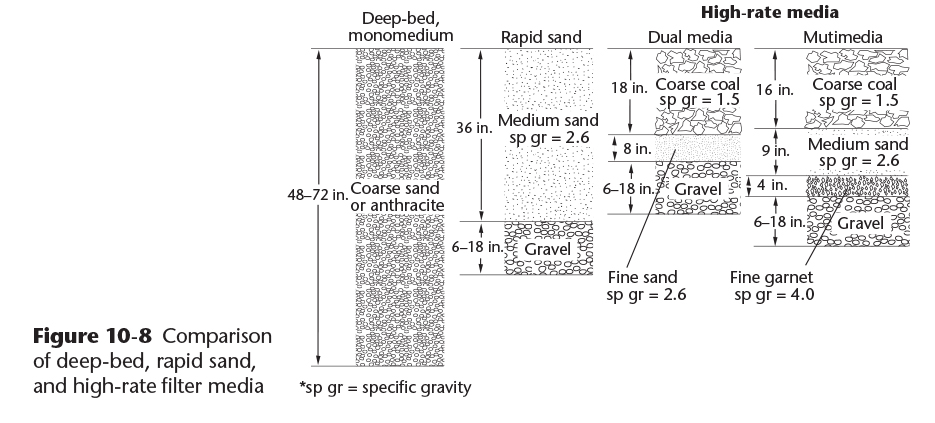 High-rate media
Deep-bed,
monomedium
Rapid sand
Dual media
Mutimedia
48–72 in.
Coarse sand
or anthracite
36 in.
Medium sand
sp gr = 2.6
6–18 in.
Gravel
18 in.
Coarse coal
sp gr = 1.5
8 in.
6–18 in.
Gravel
Fine sand
sp gr = 2.6
16 in.
Coarse coal
sp gr = 1.5
9 in.
Medium sand
sp gr = 2.6
4 in.
6–18 in.
Gravel
Fine garnet
sp gr = 4.0
Figure 10-8 Comparison
of deep-bed, rapid sand,
and high-rate filter media
*sp gr = specific gravity